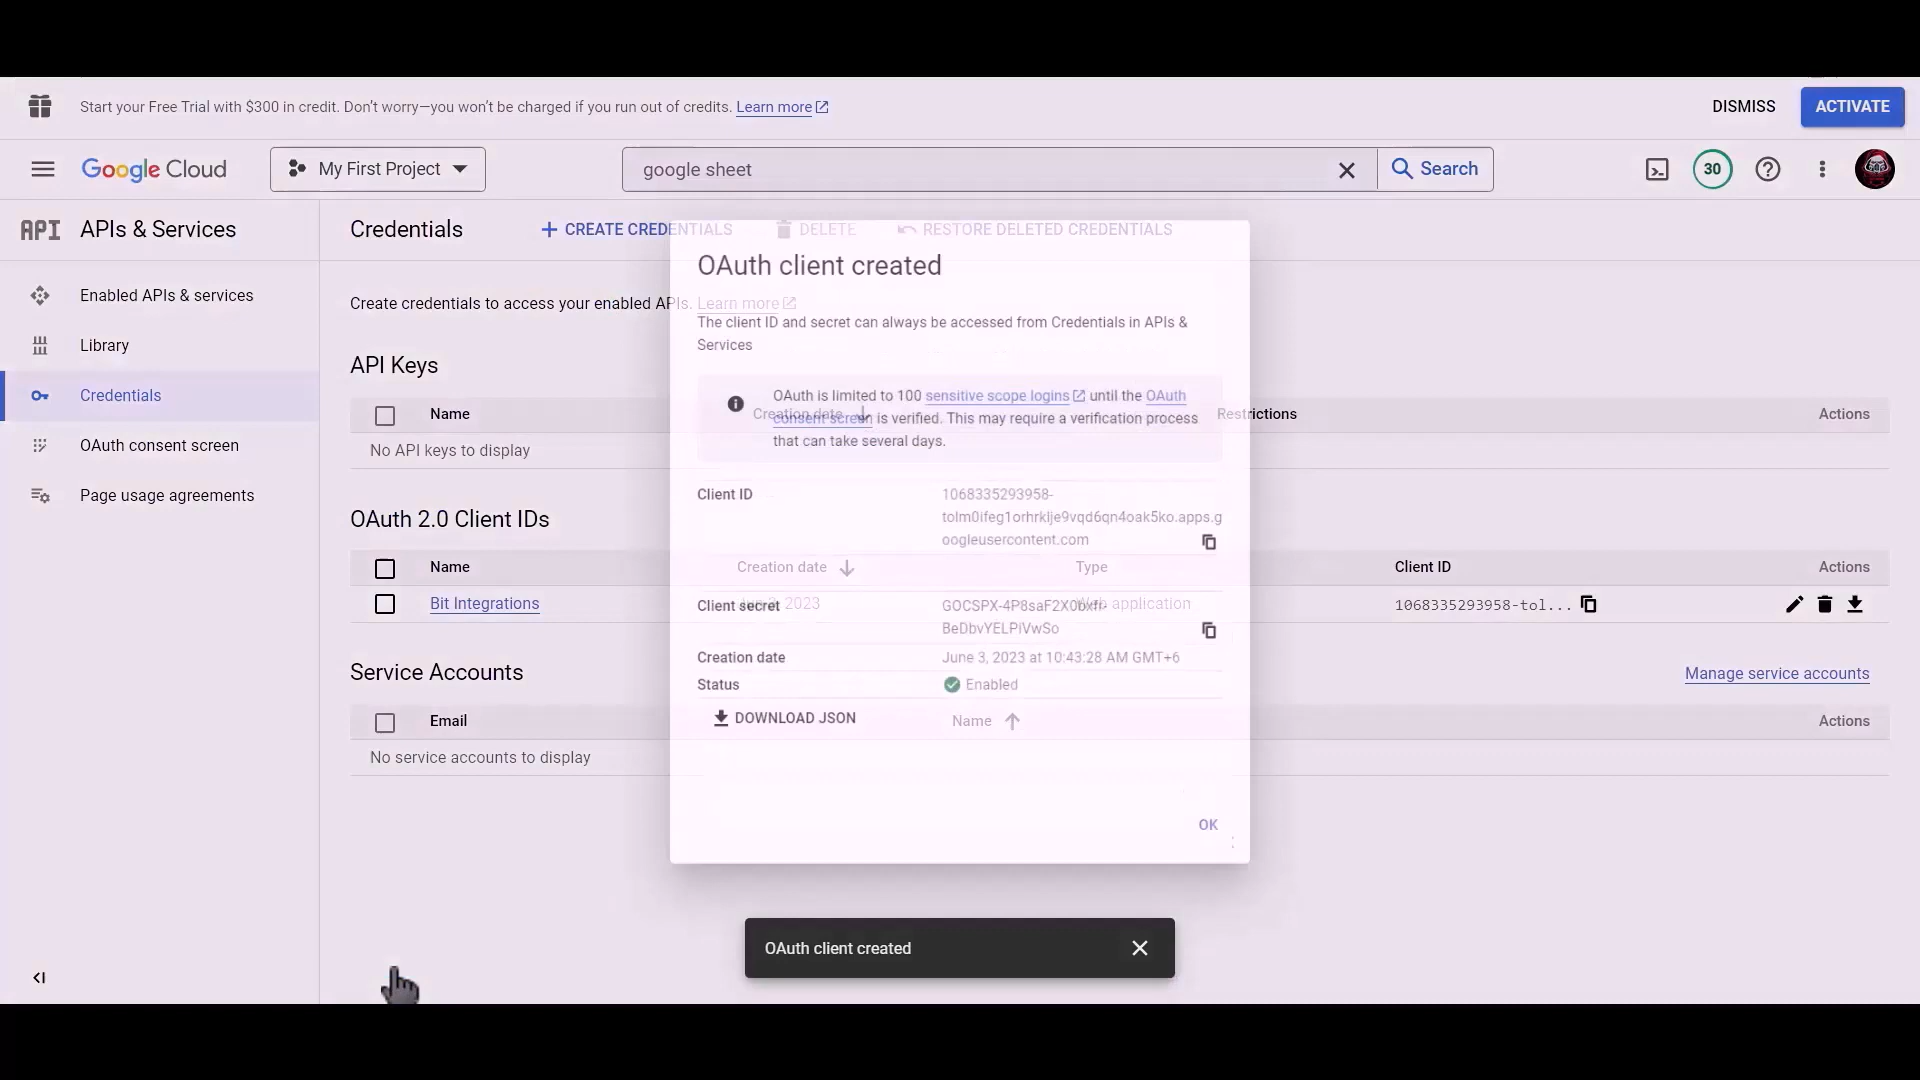 Start your Free Trial with $300 in credit. Don't worry—you won't be charged if you run out of credits. Learn more
DISMISS
ACTIVATE
Google Cloud
My First Project
google sheet
Search
30
API APIs & Services
Credentials
CREATE CREDENTIALS
DELETE
RESTORE DELETED CREDENTIALS
Enabled APIs & services
Library
Credentials
OAuth consent screen
Page usage agreements
Create credentials to access your enabled APIs. Learn more
API Keys
Name
Creation date
Restrictions
Actions
No API keys to display
OAuth 2.0 Client IDs
Name
Creation date
Type
Client ID
Actions
Bit Integrations
2023
Web application
1068335293958-tol...
Service Accounts
Manage service accounts
Email
Name
Actions
No service accounts to display
OAuth client created
The client ID and secret can always be accessed from Credentials in APIs &
Services
OAuth is limited to 100 sensitive scope logins until the OAuth
consent screen is verified. This may require a verification process
that can take several days.
Client ID
1068335293958-
tolm0ifeg1orhrklje9vqd6qn4oak5ko.apps.g
oogleusercontent.com
Client secret
BeDbvYELPiVwSo
Creation date
June 3, 2023 at 10:43:28 AM GMT+6
Status
Enabled
DOWNLOAD JSON
OK
OAuth client created